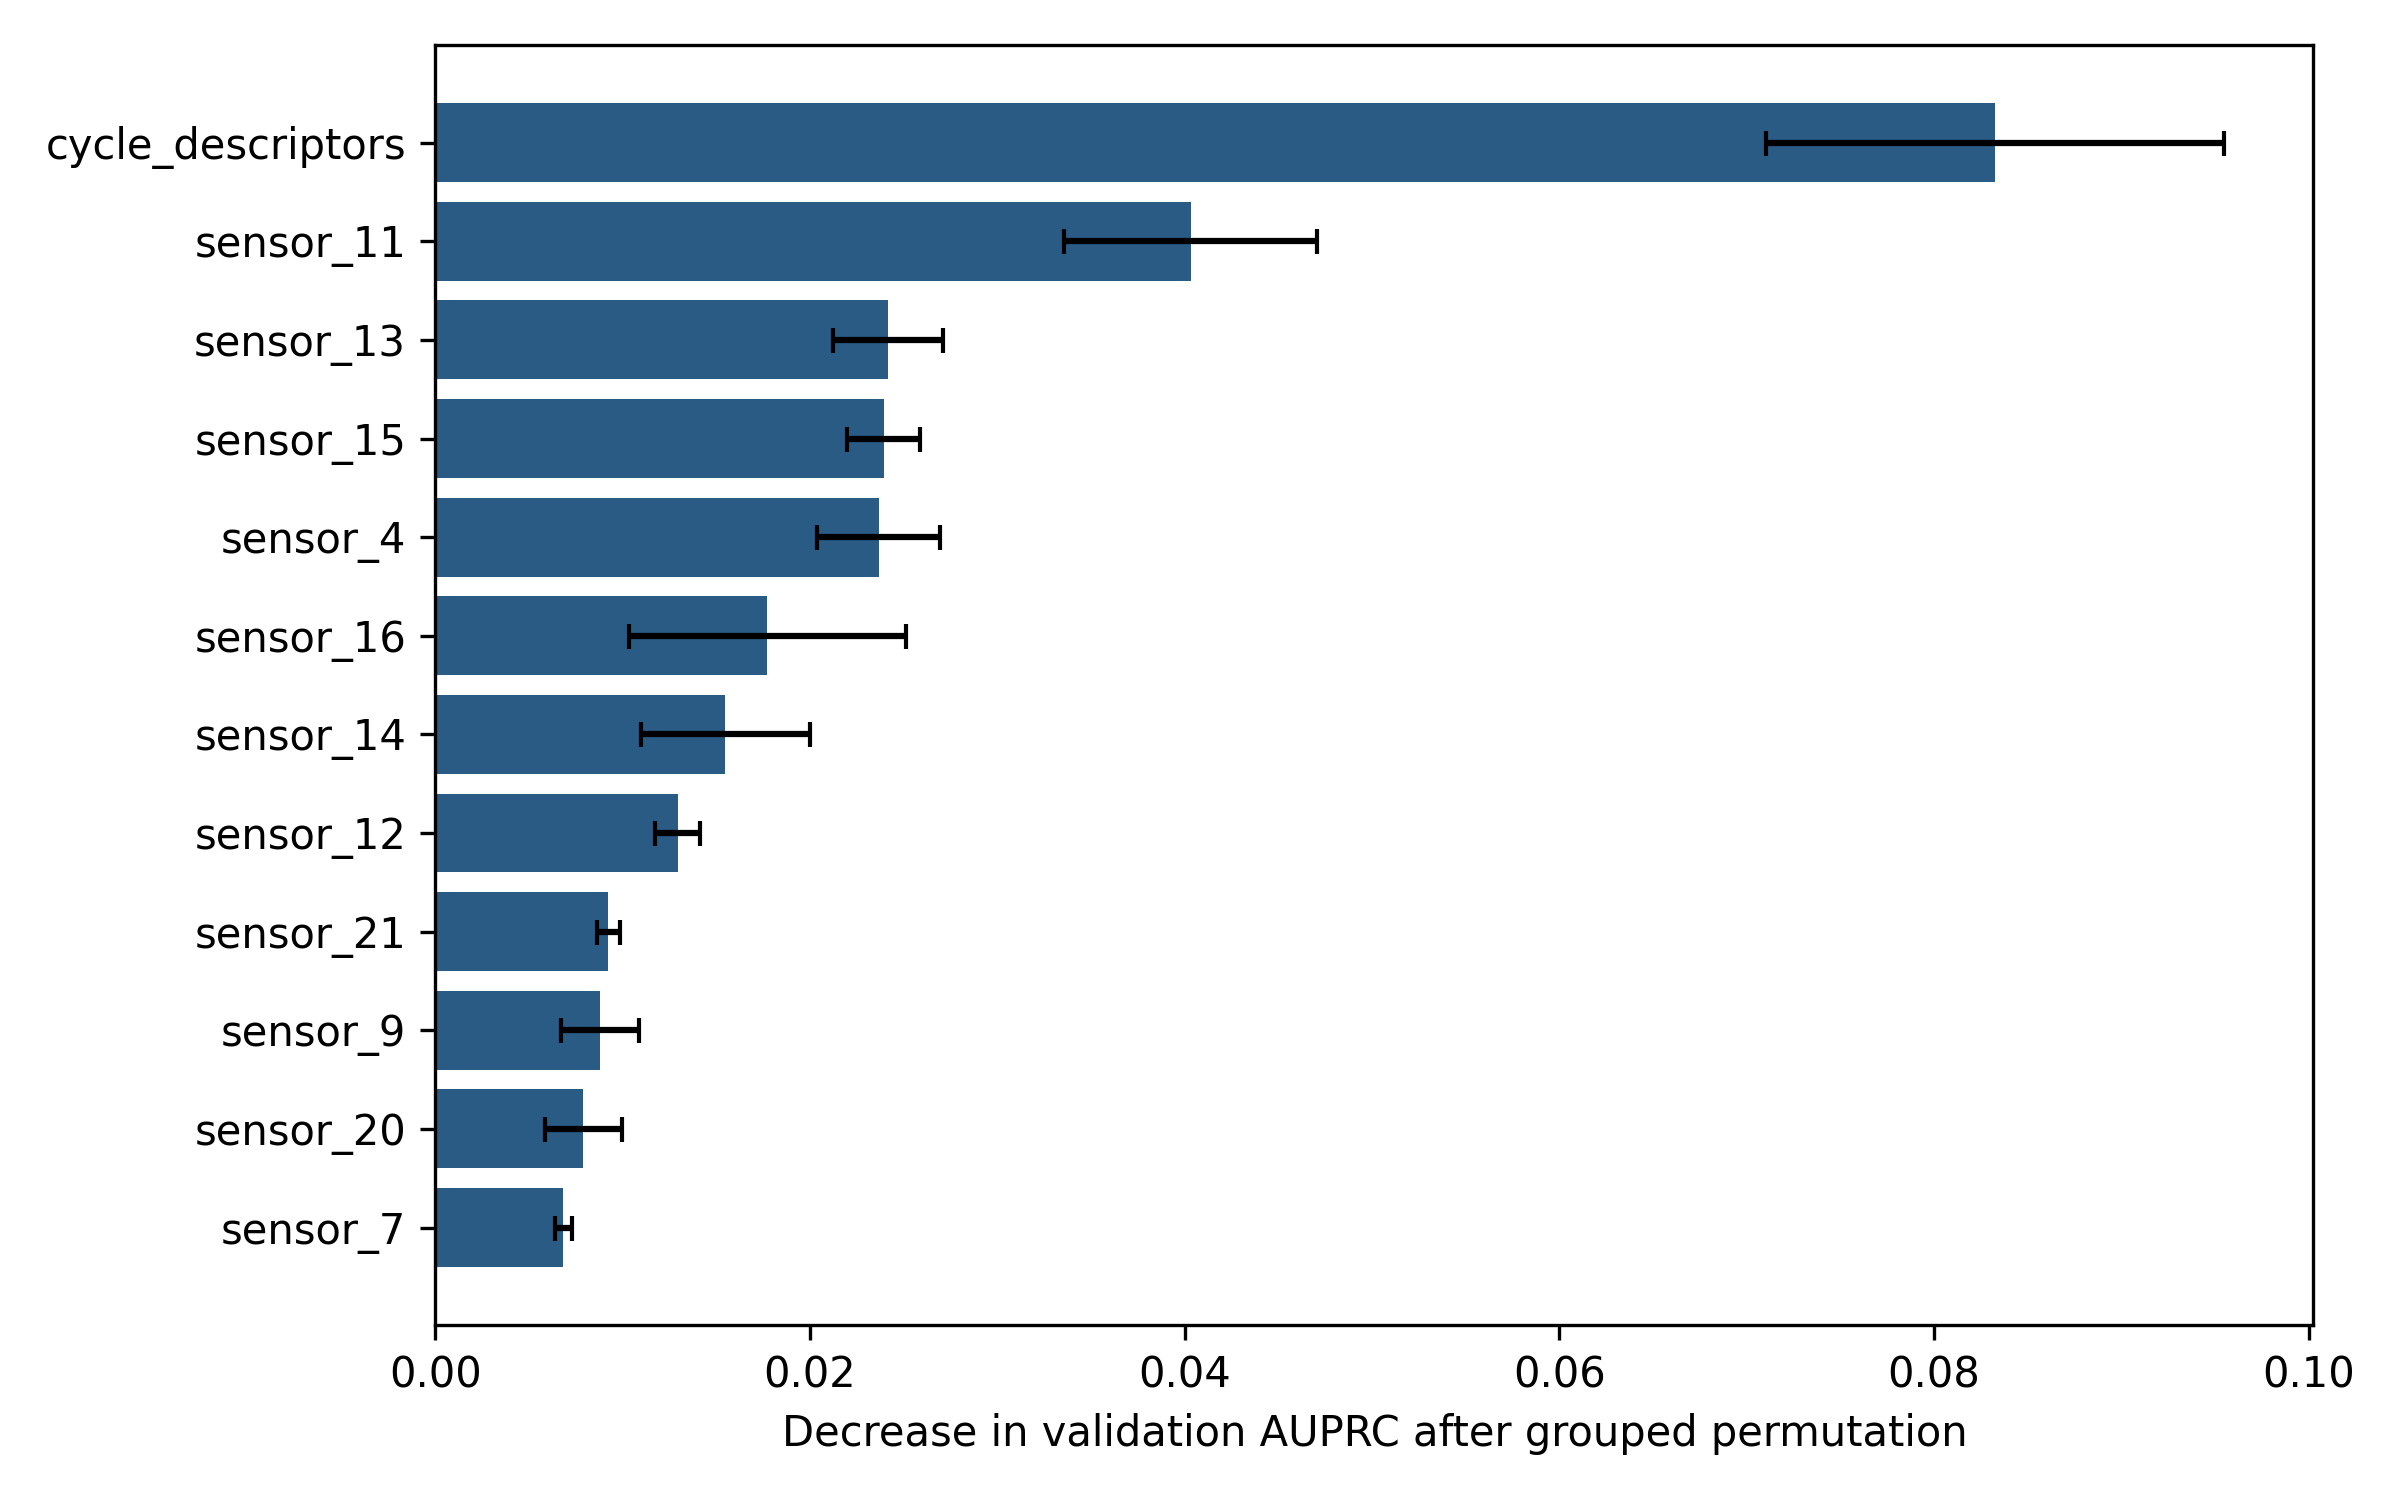 cycle_descriptors
sensor_11
sensor_13
sensor_15
sensor_4
sensor_16
sensor_14
sensor_12
sensor_21
sensor_9
sensor_20
sensor_7
0.00 0.02 0.04 0.06 0.08 0.10
Decrease in validation AUPRC after grouped permutation